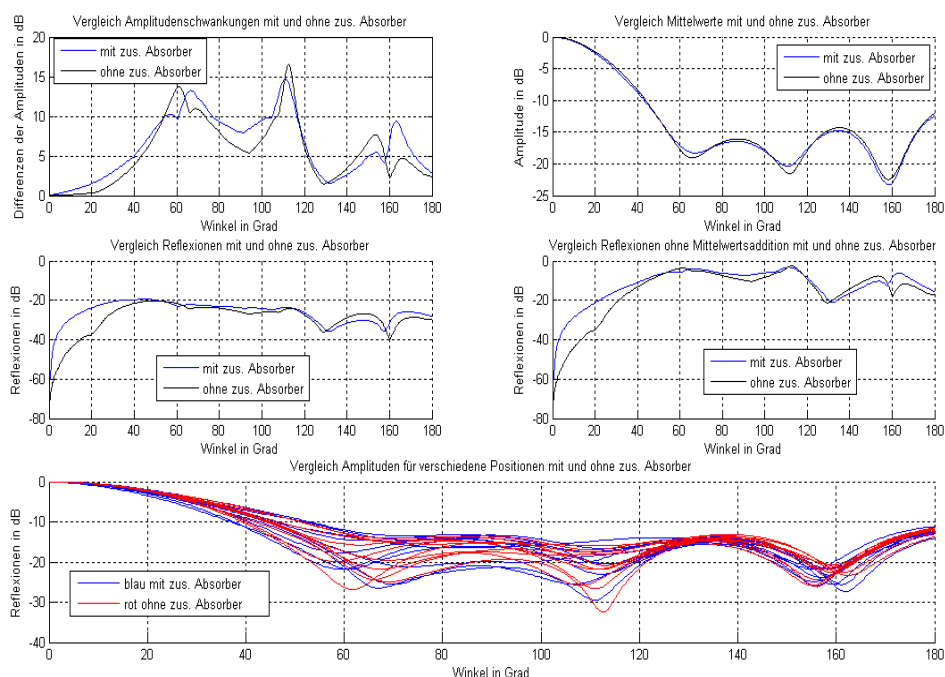 Vergleich Amplitudenschwankungen mit und ohne zus. Absorber
Differenzen der Amplituden in dB
20
15
10
5
0
mit zus. Absorber
ohne zus. Absorber
0 20 40 60 80 100 120 140 160 180
Winkel in Grad
Vergleich Mittelwerte mit und ohne zus. Absorber
Amplitude in dB
0
-5
-10
-15
-20
-25
mit zus. Absorber
ohne zus. Absorber
0 20 40 60 80 100 120 140 160 180
Winkel in Grad
Vergleich Reflexionen mit und ohne zus. Absorber
Reflexionen in dB
0
-20
-40
-60
-80
mit zus. Absorber
ohne zus. Absorber
0 20 40 60 80 100 120 140 160 180
Winkel in Grad
Vergleich Reflexionen ohne Mittelwertsaddition mit und ohne zus. Absorber
Reflexionen in dB
0
-20
-40
-60
-80
mit zus. Absorber
ohne zus. Absorber
0 20 40 60 80 100 120 140 160 180
Winkel in Grad
Vergleich Amplituden für verschiedene Positionen mit und ohne zus. Absorber
Reflexionen in dB
0
-10
-20
-30
-40
blau mit zus. Absorber
rot ohne zus. Absorber
0 20 40 60 80 100 120 140 160 180
Winkel in Grad